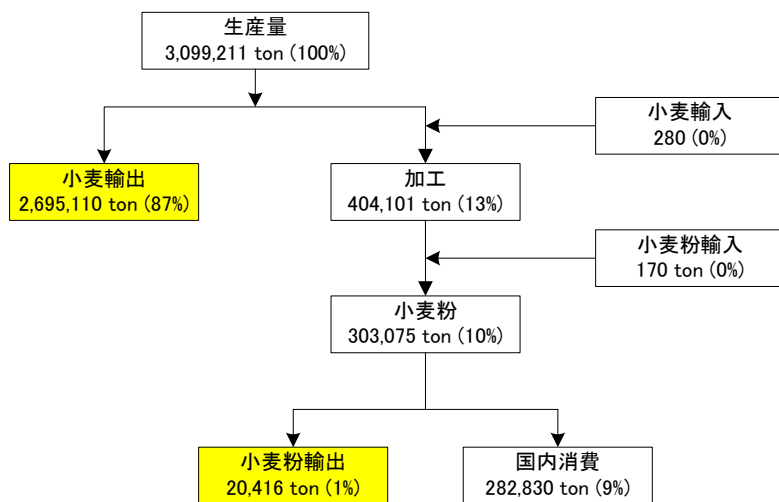 生産量
3,099,211 ton (100%)
小麦輸入
280 (0%)
小麦輸出
2,695,110 ton (87%)
加工
404,101 ton (13%)
小麦粉輸入
170 ton (0%)
小麦粉
303,075 ton (10%)
小麦粉輸出
20,416 ton (1%)
国内消費
282,830 ton (9%)